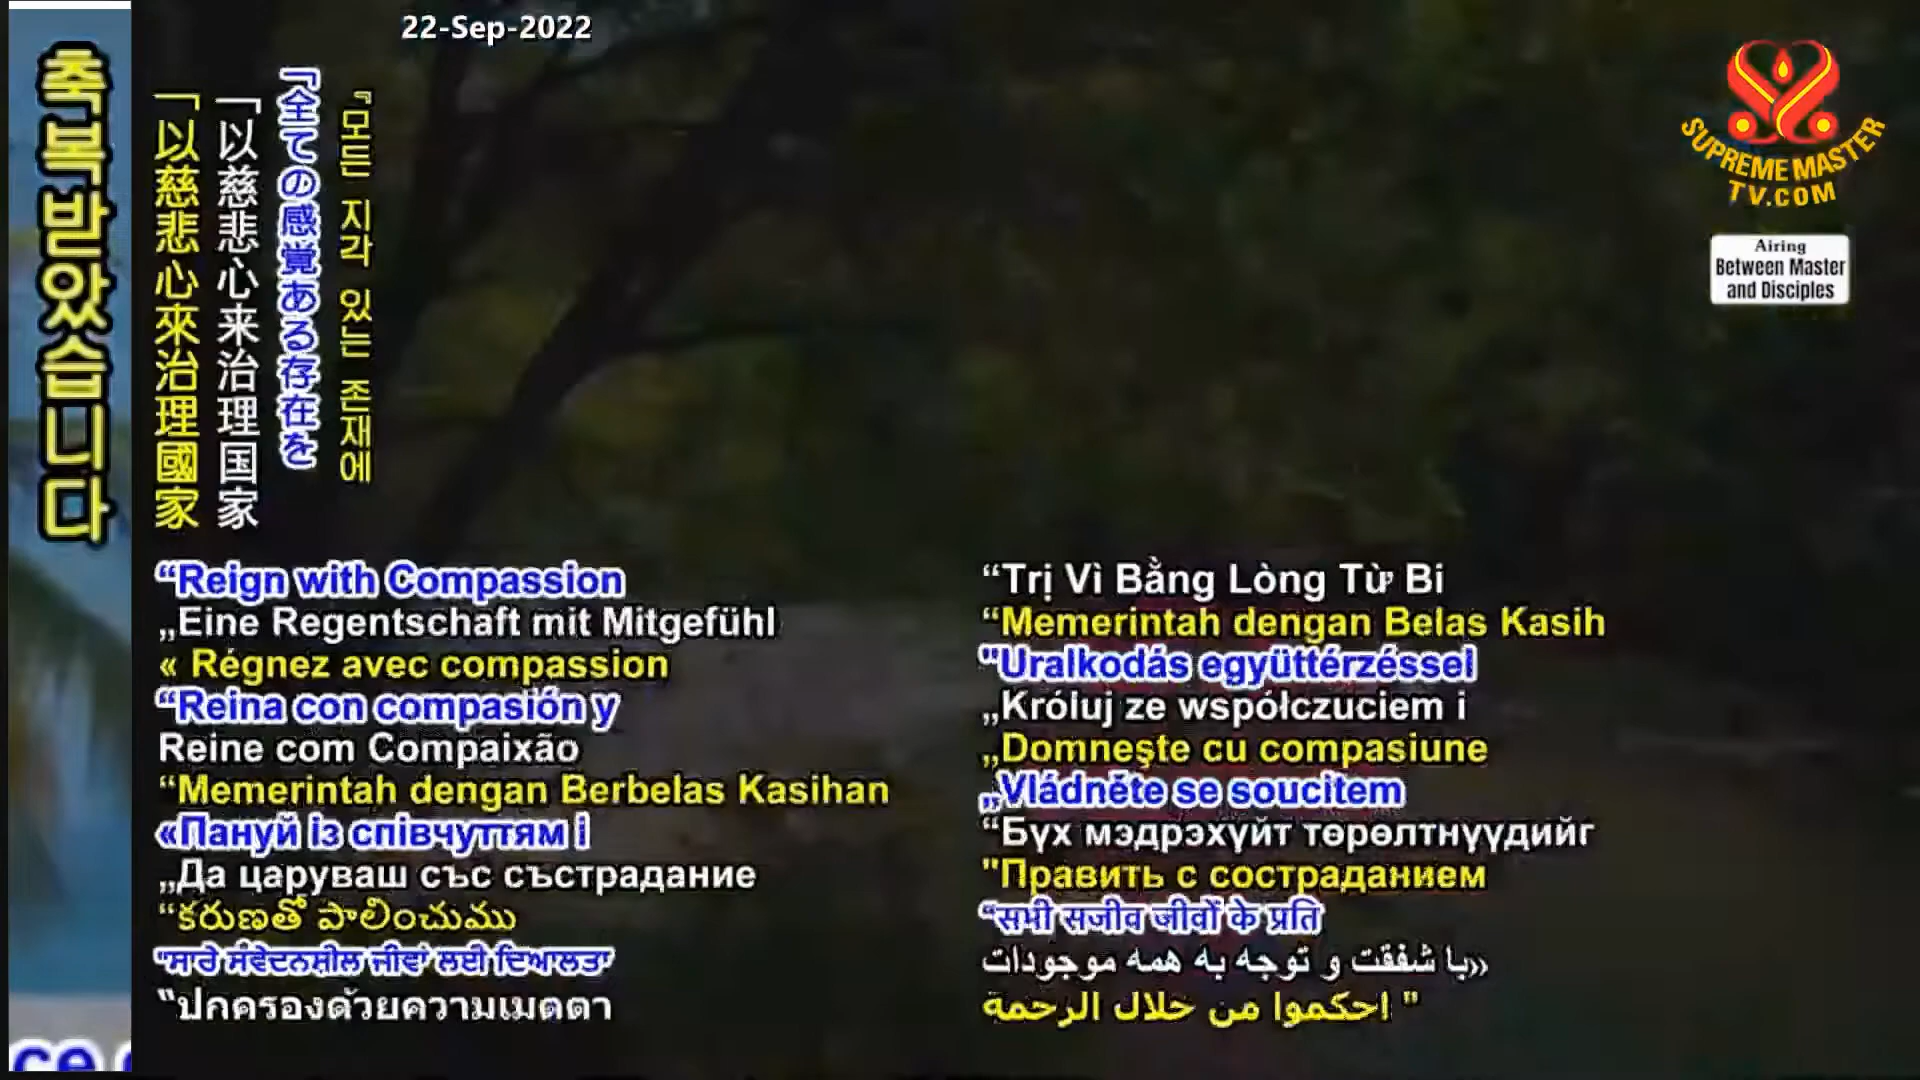 22-Sep-2022
축복받았습니다
「以慈悲心來治理國家
「以慈悲心来治理国家
『全ての感覚ある存在を
『모든 지각 있는 존재에
SUPREME MASTER
TV.COM
Airing
Between Master
and Disciples
“Reign with Compassion
„Eine Regentschaft mit Mitgefühl
« Régnez avec compassion
“Reina con compasión y
Reine com Compaixão
“Memerintah dengan Berbelas Kasihan
«Пануй із співчуттям і
„Да царуваш със състрадание
“కరుణతో పాలించుము
"ਸਾਰੇ ਸੰਵੇਦਨਸ਼ੀਲ ਜੀਵਾਂ ਲਈ ਦਿਆਲਤਾ
“ปกครองด้วยความเมตตา
“Trị Vì Bằng Lòng Từ Bi
“Memerintah dengan Belas Kasih
"Uralkodás együttérzéssel
„Króluj ze współczuciem i
„Domneşte cu compasiune
„Vládněte se soucitem
“Бүх мэдрэхүйт төрөлтнүүдийг
"Править с состраданием
“सभी सजीव जीवों के प्रति
«با شفقت و توجه به همه موجودات
" احكموا من خلال الرحمة
ce